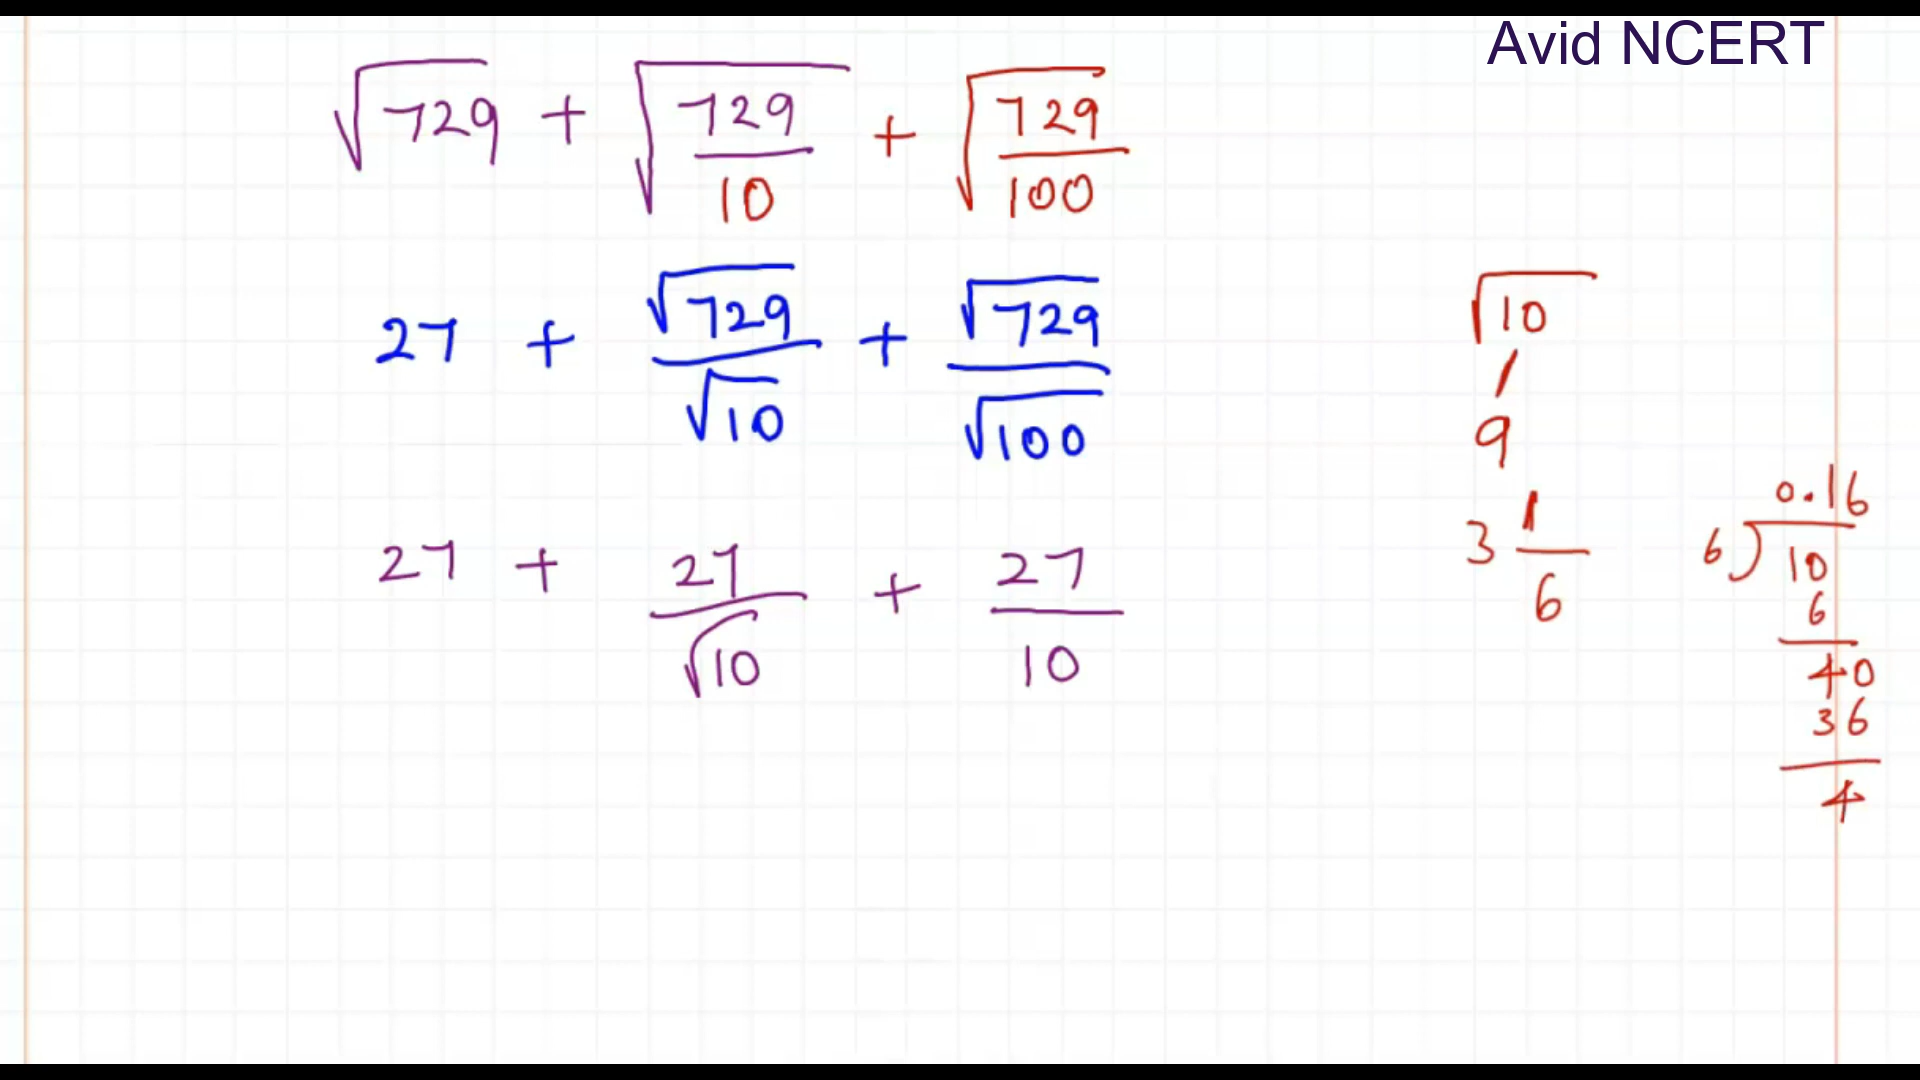 Avid NCERT
√729 + √(729/10) + √(729/100)
27 + √729/√10 + √729/√100
27 + 27/√10 + 27/10
√10
9
3 1/6
0.16
6)10
6
40
36
4